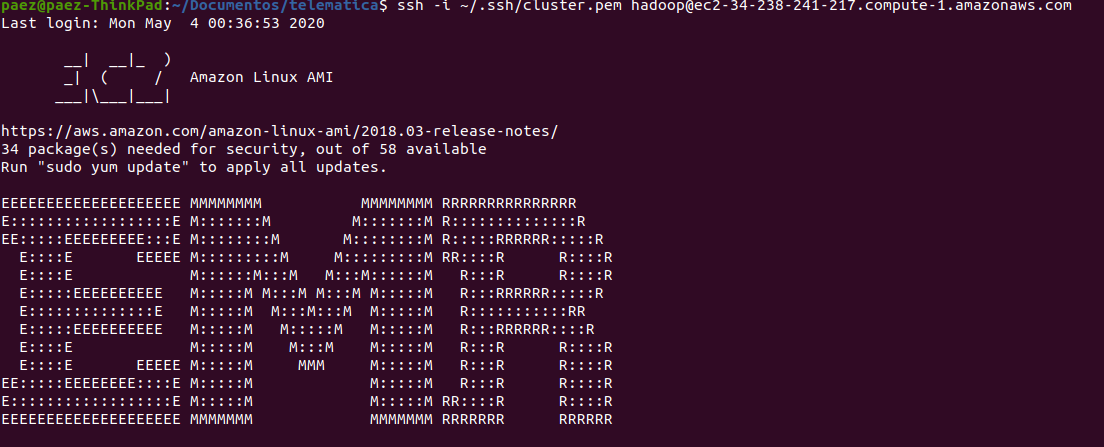 paez@paez-ThinkPad:~/Documentos/telematica$ ssh -i ~/.ssh/cluster.pem hadoop@ec2-34-238-241-217.compute-1.amazonaws.com
Last login: Mon May  4 00:36:53 2020

       __|  __|_  )
       _|  (     /   Amazon Linux AMI
      ___|\___|___|

https://aws.amazon.com/amazon-linux-ami/2018.03-release-notes/
34 package(s) needed for security, out of 58 available
Run "sudo yum update" to apply all updates.

EEEEEEEEEEEEEEEEEEEE MMMMMMMM           MMMMMMMM RRRRRRRRRRRRRRR
E::::::::::::::::::E M:::::::M         M:::::::M R::::::::::::::R
EE:::::EEEEEEEEE:::E M::::::::M       M::::::::M R:::::RRRRRR:::::R
  E::::E       EEEEE M:::::::::M     M:::::::::M RR::::R      R::::R
  E::::E             M::::::M:::M   M:::M::::::M   R:::R      R::::R
  E:::::EEEEEEEEEE   M:::::M M:::M M:::M M:::::M   R:::RRRRRR:::::R
  E::::::::::::::E   M:::::M  M:::M:::M  M:::::M   R:::::::::::RR
  E:::::EEEEEEEEEE   M:::::M   M:::::M   M:::::M   R:::RRRRRR::::R
  E::::E             M:::::M    M:::M    M:::::M   R:::R      R::::R
  E::::E       EEEEE M:::::M     MMM     M:::::M   R:::R      R::::R
EE:::::EEEEEEEE::::E M:::::M             M:::::M   R:::R      R::::R
E::::::::::::::::::E M:::::M             M:::::M RR::::R      R::::R
EEEEEEEEEEEEEEEEEEEE MMMMMMM             MMMMMMM RRRRRRR      RRRRRR